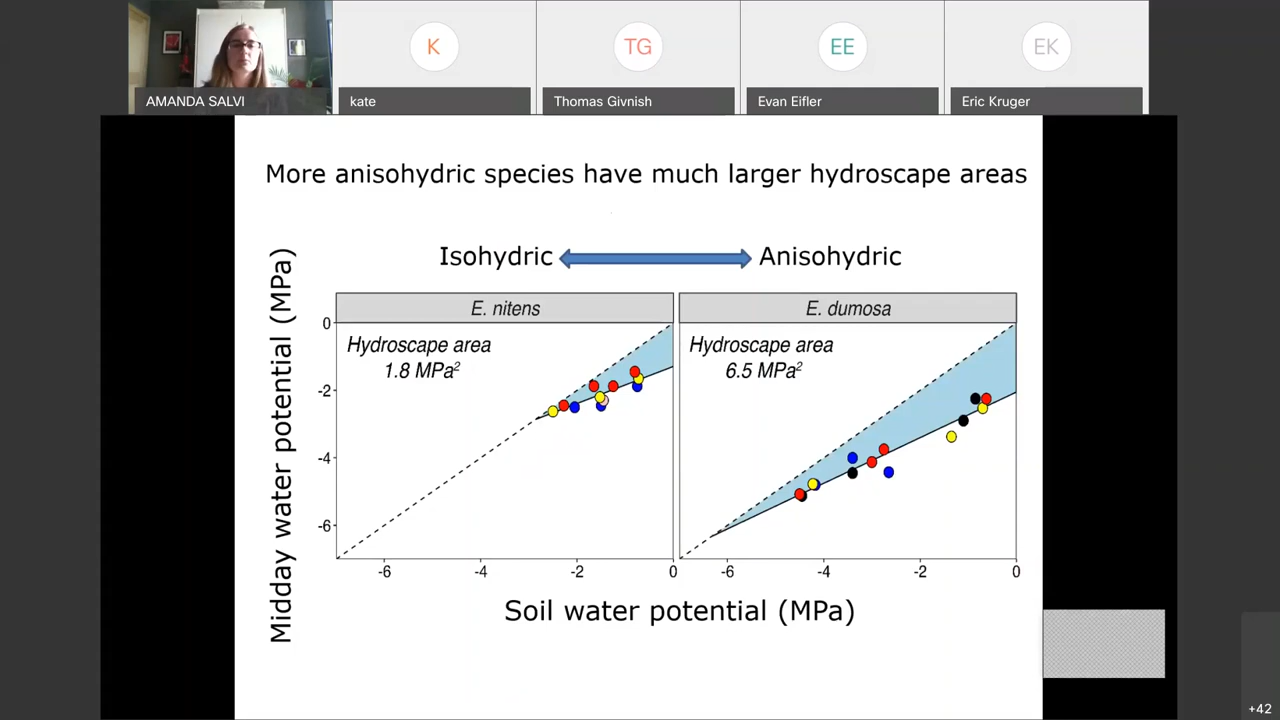 K
TG
EE
EK
AMANDA SALVI
kate
Thomas Givnish
Evan Eifler
Eric Kruger
More anisohydric species have much larger hydroscape areas
Isohydric
Anisohydric
Midday water potential (MPa)
E. nitens
E. dumosa
0
-2
-4
-6
Hydroscape area
1.8 MPa²
Hydroscape area
6.5 MPa²
-6
-4
-2
0
-6
-4
-2
0
Soil water potential (MPa)
+42